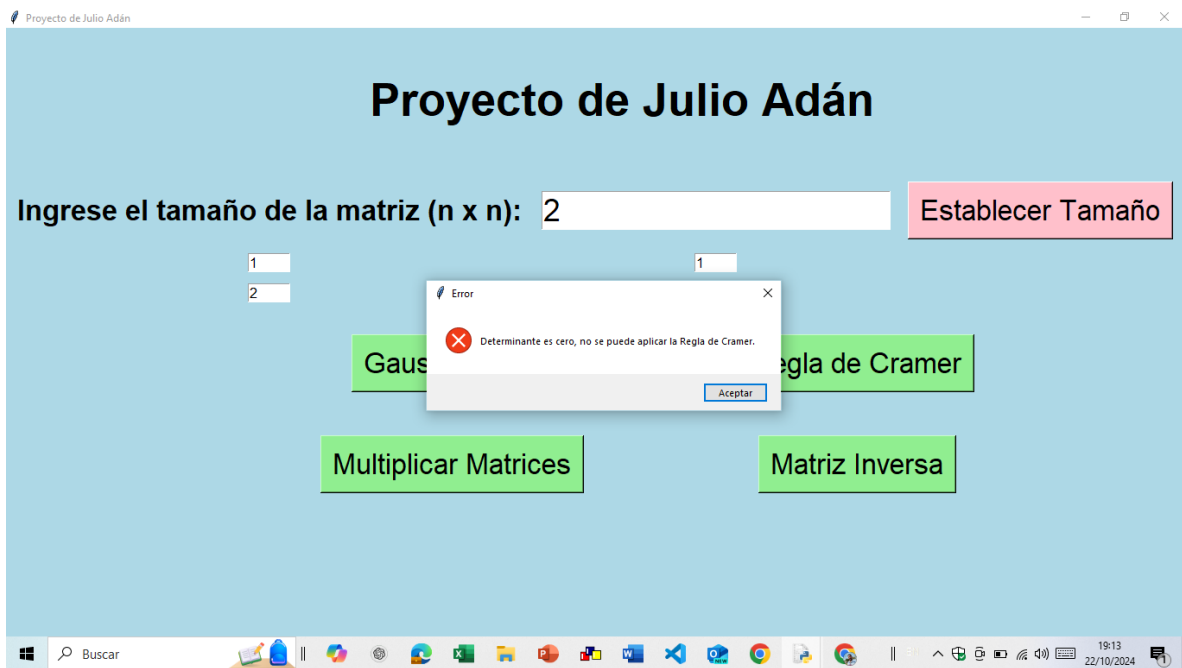 Proyecto de Julio Adán
Proyecto de Julio Adán
Ingrese el tamaño de la matriz (n x n):
2
Establecer Tamaño
1
1
2
Error
Determinante es cero, no se puede aplicar la Regla de Cramer.
Aceptar
Gaus
egla de Cramer
Multiplicar Matrices
Matriz Inversa
Buscar
19:13
22/10/2024